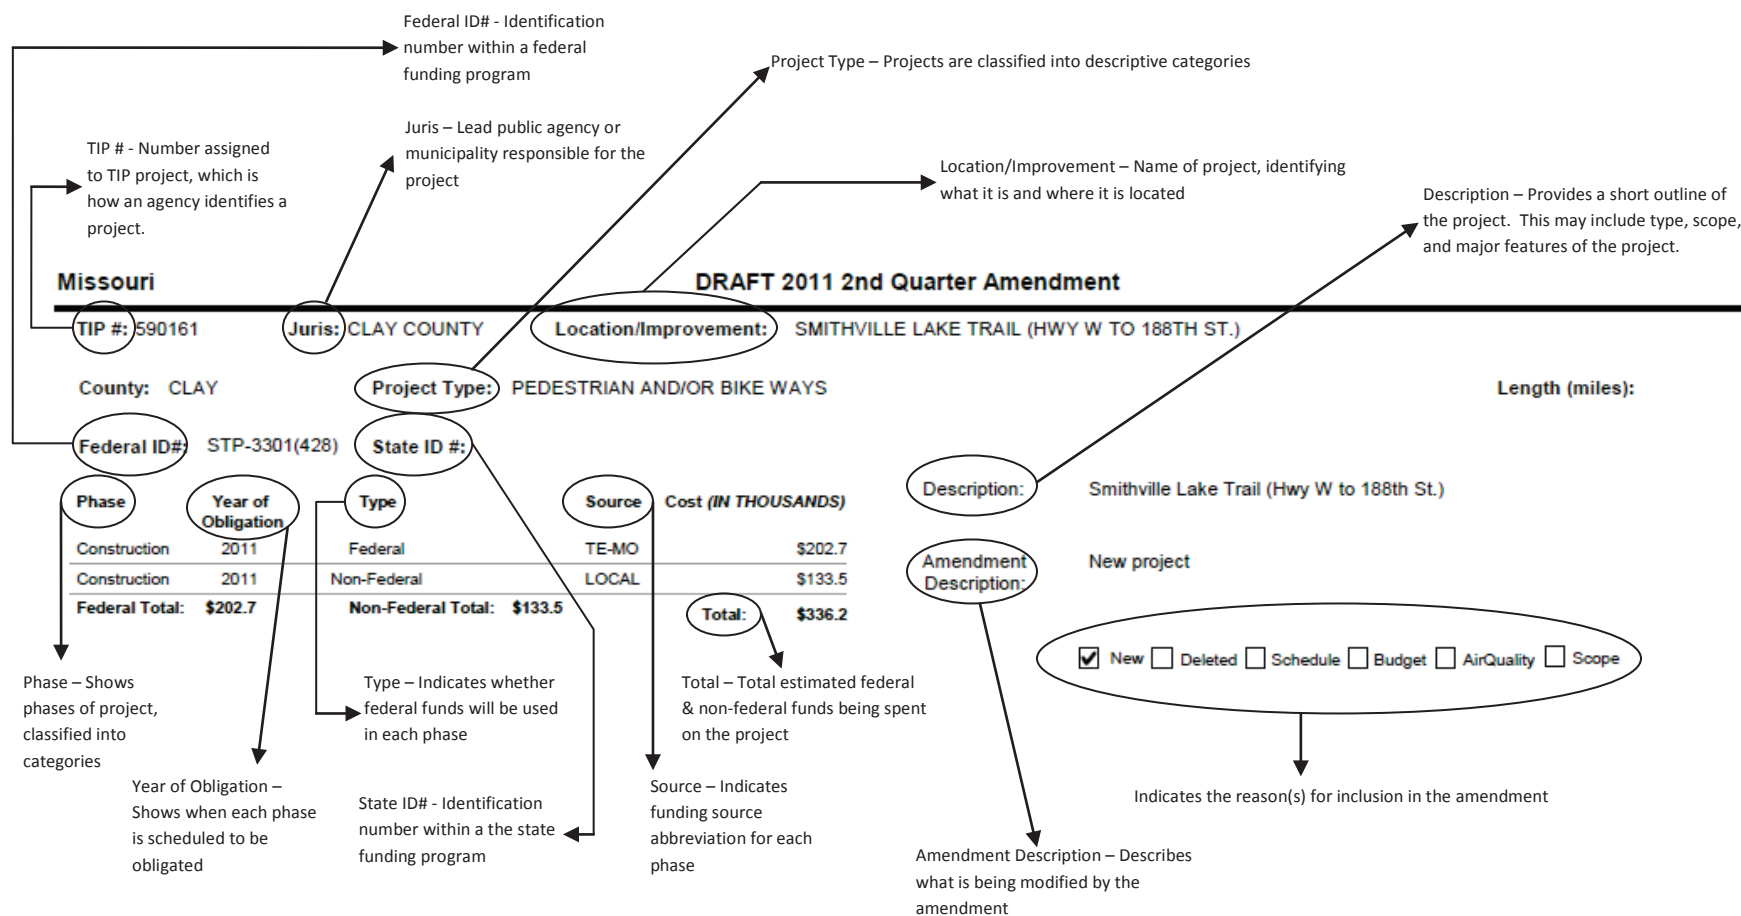 Federal ID# - Identification
number within a federal
funding program
Project Type – Projects are classified into descriptive categories
Juris – Lead public agency or
municipality responsible for the
project
TIP # - Number assigned
to TIP project, which is
how an agency identifies a
project.
Location/Improvement – Name of project, identifying
what it is and where it is located
Description – Provides a short outline of
the project.  This may include type, scope,
and major features of the project.
Missouri DRAFT 2011 2nd Quarter Amendment
TIP #: 590161 Juris: CLAY COUNTY Location/Improvement: SMITHVILLE LAKE TRAIL (HWY W TO 188TH ST.)
County: CLAY Project Type: PEDESTRIAN AND/OR BIKE WAYS Length (miles):
Federal ID#: STP-3301(428) State ID #:
Phase Year of Obligation Type Source Cost (IN THOUSANDS)
Construction 2011 Federal TE-MO $202.7
Construction 2011 Non-Federal LOCAL $133.5
Federal Total: $202.7 Non-Federal Total: $133.5 Total: $336.2
Description: Smithville Lake Trail (Hwy W to 188th St.)
Amendment New project
Description:
New Deleted Schedule Budget AirQuality Scope
Phase – Shows
phases of project,
classified into
categories
Type – Indicates whether
federal funds will be used
in each phase
Total – Total estimated federal
& non-federal funds being spent
on the project
Year of Obligation –
Shows when each phase
is scheduled to be
obligated
State ID# - Identification
number within a the state
funding program
Source – Indicates
funding source
abbreviation for each
phase
Indicates the reason(s) for inclusion in the amendment
Amendment Description – Describes
what is being modified by the
amendment